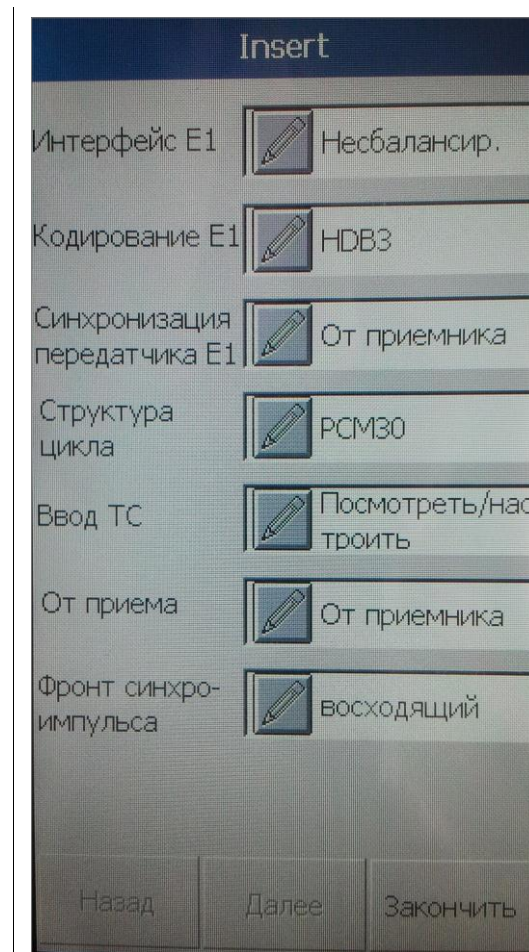 Insert
Интерфейс E1
Несбалансир.
Кодирование E1
HDB3
Синхронизация
передатчика E1
От приемника
Структура
цикла
PCM30
Ввод ТС
Посмотреть/нас
троить
От приема
От приемника
Фронт синхро-
импульса
восходящий
Назад
Далее
Закончить